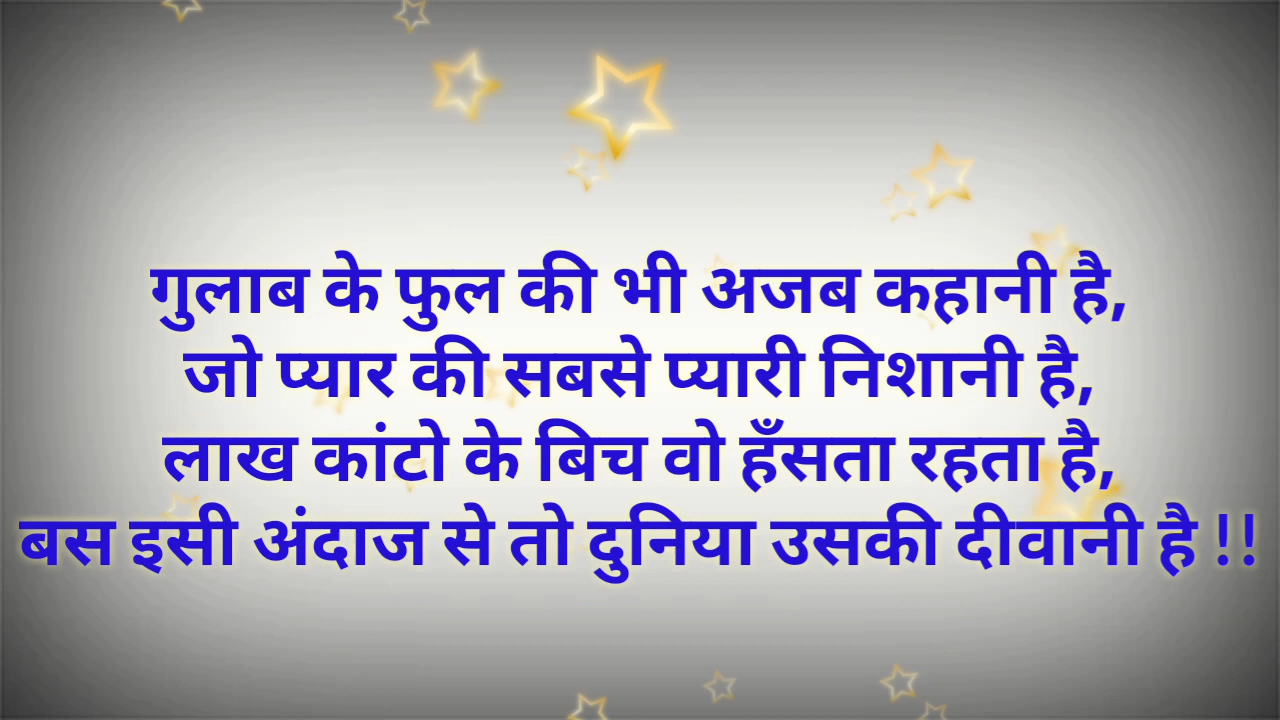 गुलाब के फुल की भी अजब कहानी है,
जो प्यार की सबसे प्यारी निशानी है,
लाख कांटो के बिच वो हँसता रहता है,
बस इसी अंदाज से तो दुनिया उसकी दीवानी है !!